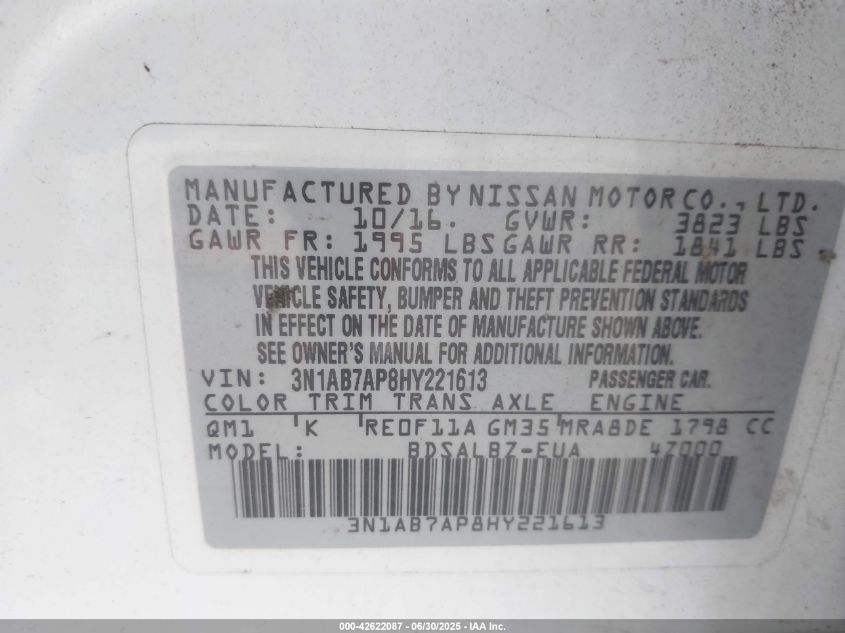 MANUFACTURED BY NISSAN MOTOR CO., LTD.
DATE: 10/16. GVWR: 3823 LBS
GAWR FR: 1995 LBS GAWR RR: 1841 LBS
THIS VEHICLE CONFORMS TO ALL APPLICABLE FEDERAL MOTOR
VEHICLE SAFETY, BUMPER AND THEFT PREVENTION STANDARDS
IN EFFECT ON THE DATE OF MANUFACTURE SHOWN ABOVE.
SEE OWNER'S MANUAL FOR ADDITIONAL INFORMATION.
VIN: 3N1AB7AP8HY221613 PASSENGER CAR.
COLOR TRIM TRANS AXLE ENGINE
QM1 K RE0F11A GM35 MRA8DE 1798 CC
MODEL: BDSALBZ-EUA 4Z000
3N1AB7AP8HY221613
000-42622087 - 06/30/2025 - IAA Inc.